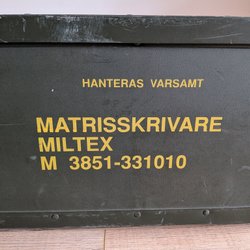 HANTERAS VARSAMT
MATRISSKRIVARE
MILTEX
M 3851-331010